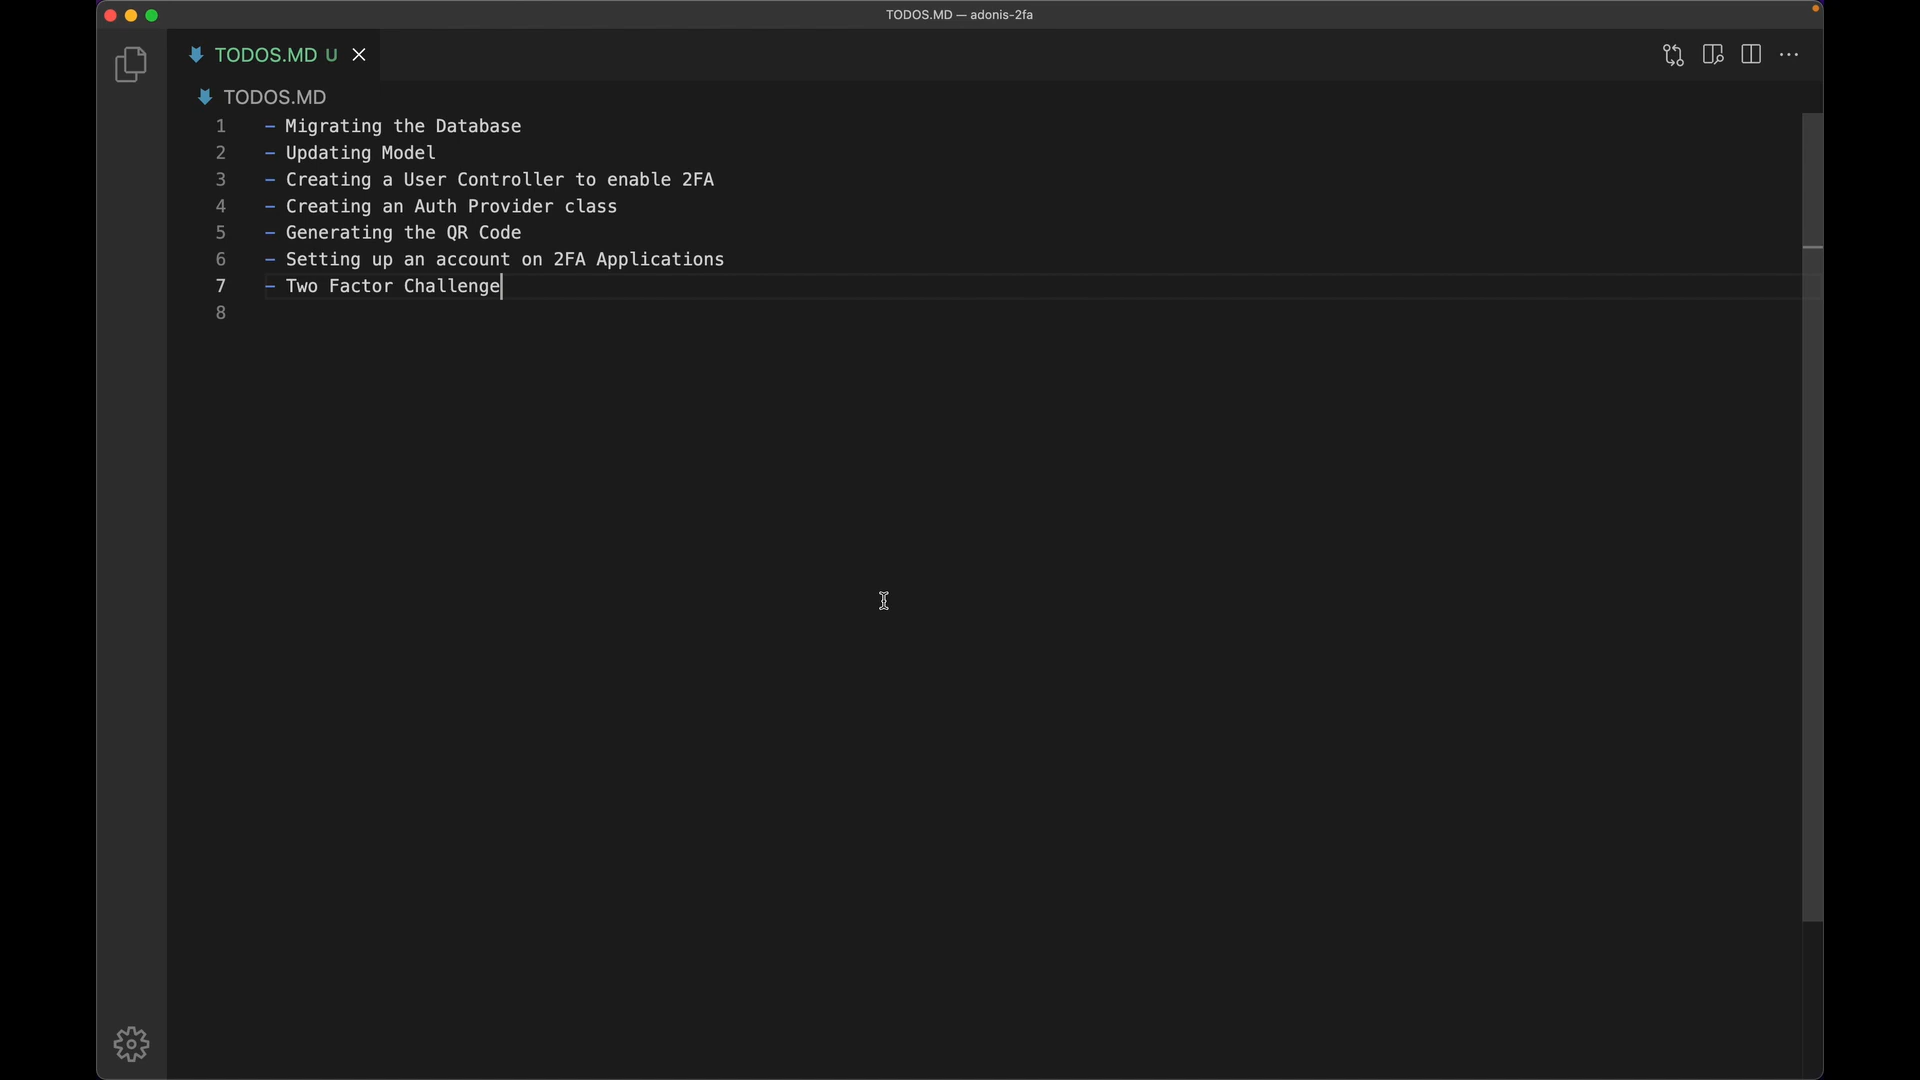 TODOS.MD — adonis-2fa
TODOS.MD U
TODOS.MD
1 - Migrating the Database
2 - Updating Model
3 - Creating a User Controller to enable 2FA
4 - Creating an Auth Provider class
5 - Generating the QR Code
6 - Setting up an account on 2FA Applications
7 - Two Factor Challenge
8